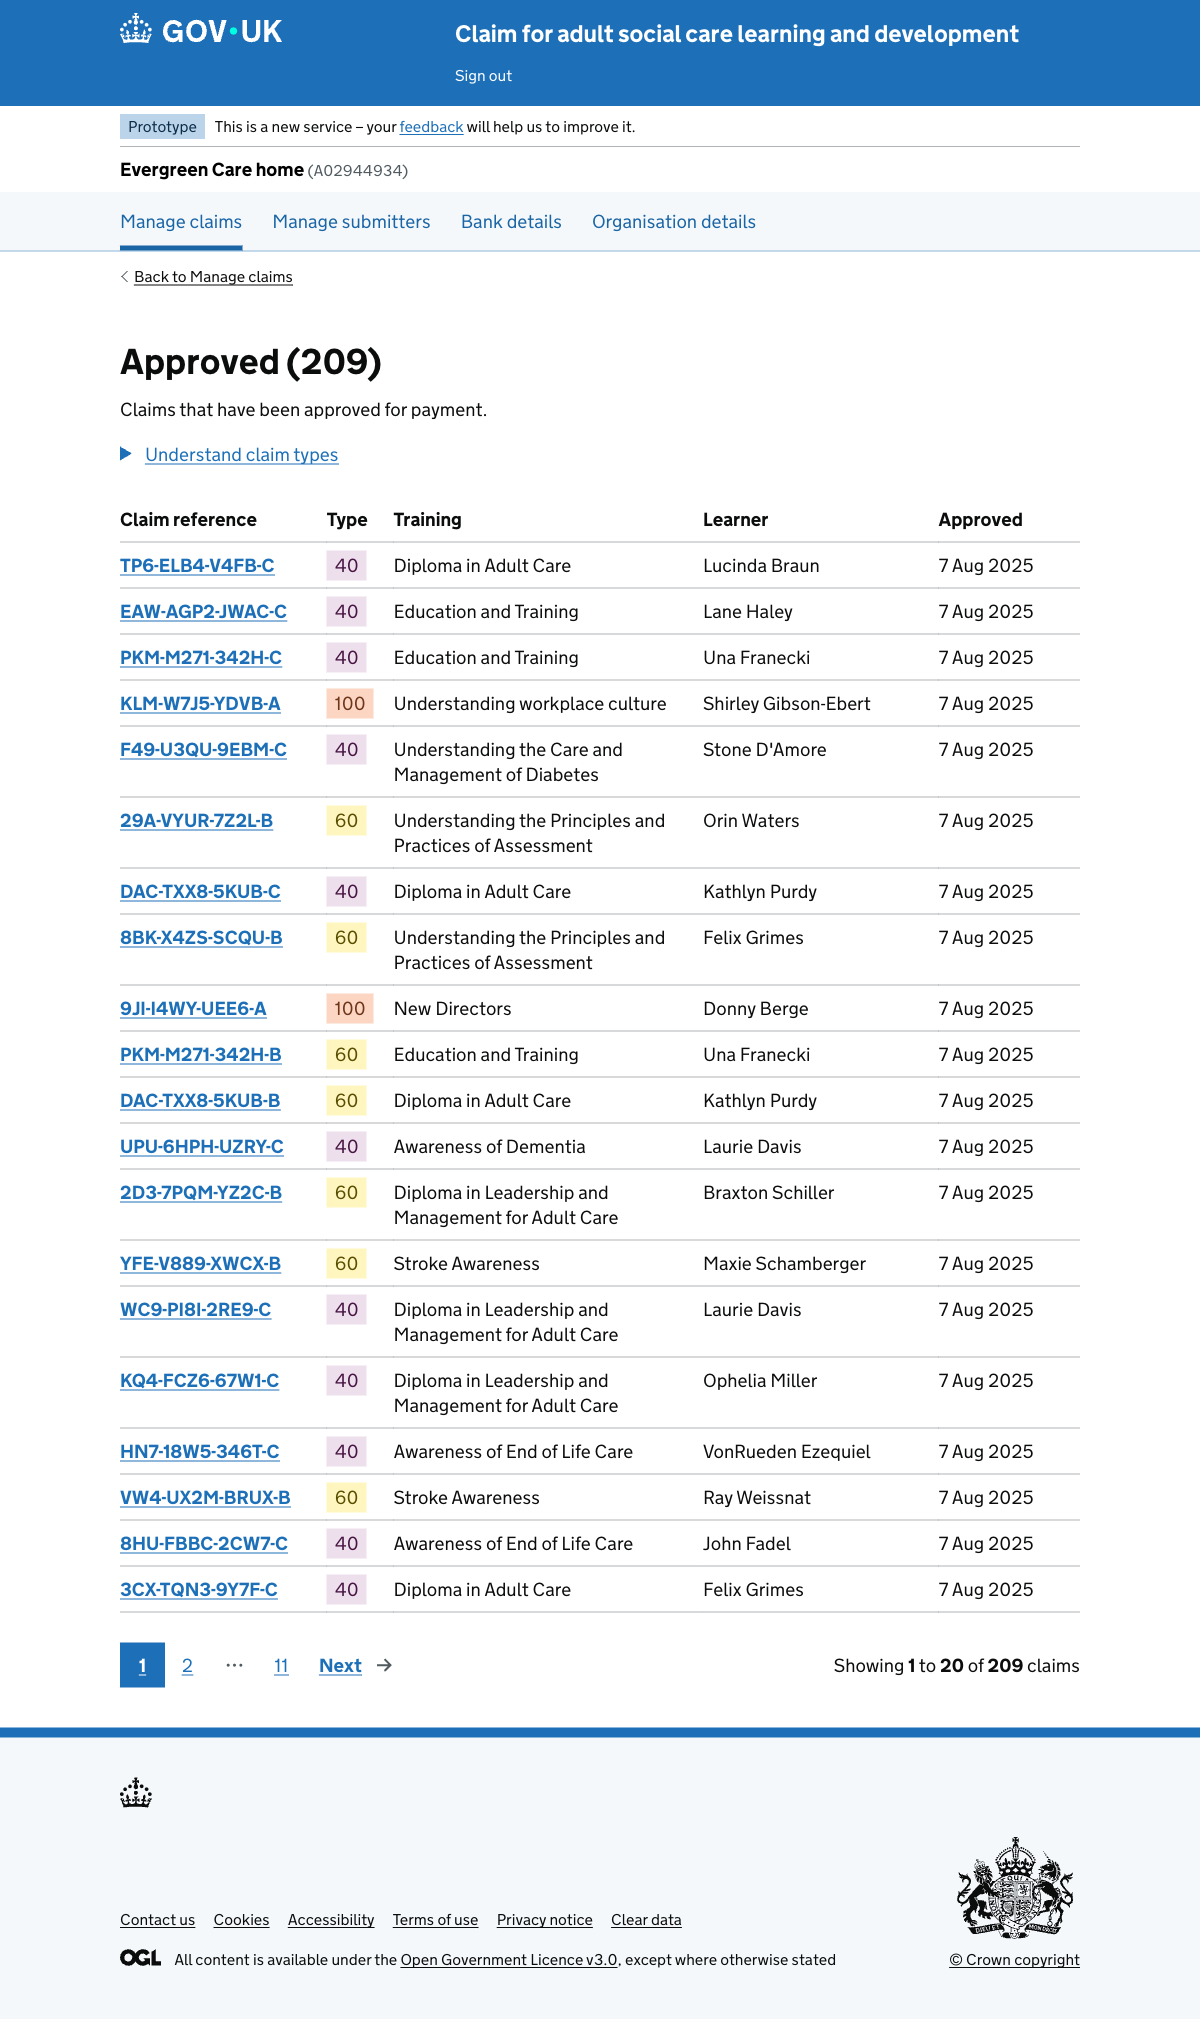 GOV·UK
Claim for adult social care learning and development
Sign out
Prototype This is a new service – your feedback will help us to improve it.
Evergreen Care home (A02944934)
Manage claims Manage submitters Bank details Organisation details
Back to Manage claims
Approved (209)
Claims that have been approved for payment.
Understand claim types
Claim reference Type Training Learner Approved
TP6-ELB4-V4FB-C 40 Diploma in Adult Care Lucinda Braun 7 Aug 2025
EAW-AGP2-JWAC-C 40 Education and Training Lane Haley 7 Aug 2025
PKM-M271-342H-C 40 Education and Training Una Franecki 7 Aug 2025
KLM-W7J5-YDVB-A 100 Understanding workplace culture Shirley Gibson-Ebert 7 Aug 2025
F49-U3QU-9EBM-C 40 Understanding the Care and Stone D'Amore 7 Aug 2025
Management of Diabetes
29A-VYUR-7Z2L-B 60 Understanding the Principles and Orin Waters 7 Aug 2025
Practices of Assessment
DAC-TXX8-5KUB-C 40 Diploma in Adult Care Kathlyn Purdy 7 Aug 2025
8BK-X4ZS-SCQU-B 60 Understanding the Principles and Felix Grimes 7 Aug 2025
Practices of Assessment
9JI-I4WY-UEE6-A 100 New Directors Donny Berge 7 Aug 2025
PKM-M271-342H-B 60 Education and Training Una Franecki 7 Aug 2025
DAC-TXX8-5KUB-B 60 Diploma in Adult Care Kathlyn Purdy 7 Aug 2025
UPU-6HPH-UZRY-C 40 Awareness of Dementia Laurie Davis 7 Aug 2025
2D3-7PQM-YZ2C-B 60 Diploma in Leadership and Braxton Schiller 7 Aug 2025
Management for Adult Care
YFE-V889-XWCX-B 60 Stroke Awareness Maxie Schamberger 7 Aug 2025
WC9-PI8I-2RE9-C 40 Diploma in Leadership and Laurie Davis 7 Aug 2025
Management for Adult Care
KQ4-FCZ6-67W1-C 40 Diploma in Leadership and Ophelia Miller 7 Aug 2025
Management for Adult Care
HN7-18W5-346T-C 40 Awareness of End of Life Care VonRueden Ezequiel 7 Aug 2025
VW4-UX2M-BRUX-B 60 Stroke Awareness Ray Weissnat 7 Aug 2025
8HU-FBBC-2CW7-C 40 Awareness of End of Life Care John Fadel 7 Aug 2025
3CX-TQN3-9Y7F-C 40 Diploma in Adult Care Felix Grimes 7 Aug 2025
1 2 ⋯ 11 Next → Showing 1 to 20 of 209 claims
Contact us Cookies Accessibility Terms of use Privacy notice Clear data
OGL All content is available under the Open Government Licence v3.0, except where otherwise stated
© Crown copyright